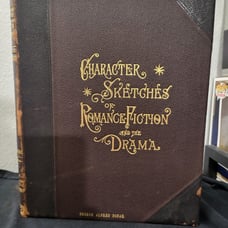 CHARACTER
SKETCHES
OF
ROMANCE FICTION
AND THE
DRAMA.